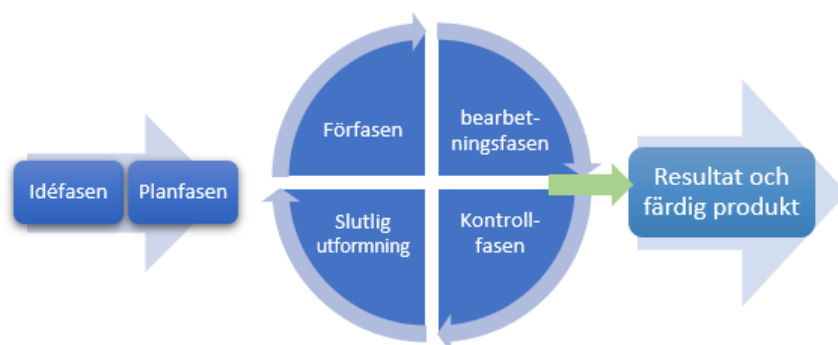 Idéfasen
Planfasen
Förfasen
bearbet-
ningsfasen
Slutlig
utformning
Kontroll-
fasen
Resultat och
färdig produkt